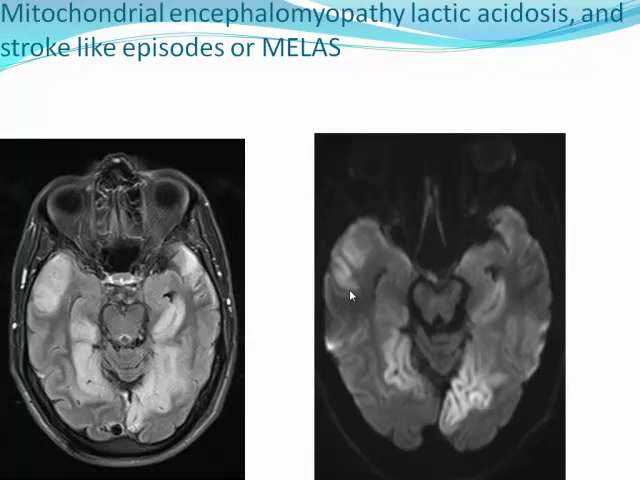 Mitochondrial encephalomyopathy lactic acidosis, and
stroke like episodes or MELAS